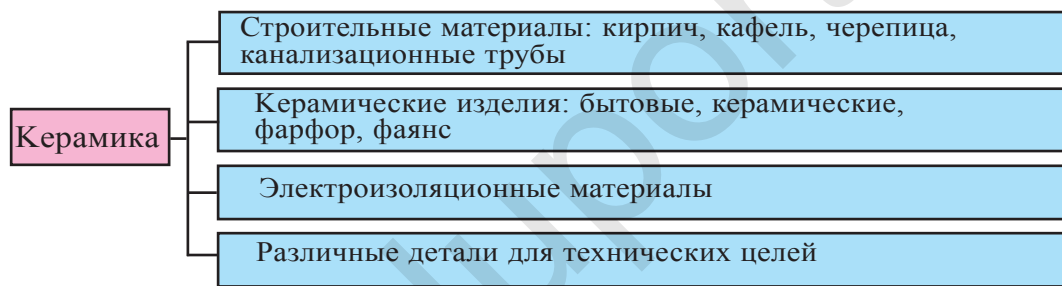 Строительные материалы: кирпич, кафель, черепица,
канализационные трубы
Керамические изделия: бытовые, керамические,
фарфор, фаянс
Керамика
Электроизоляционные материалы
Различные детали для технических целей